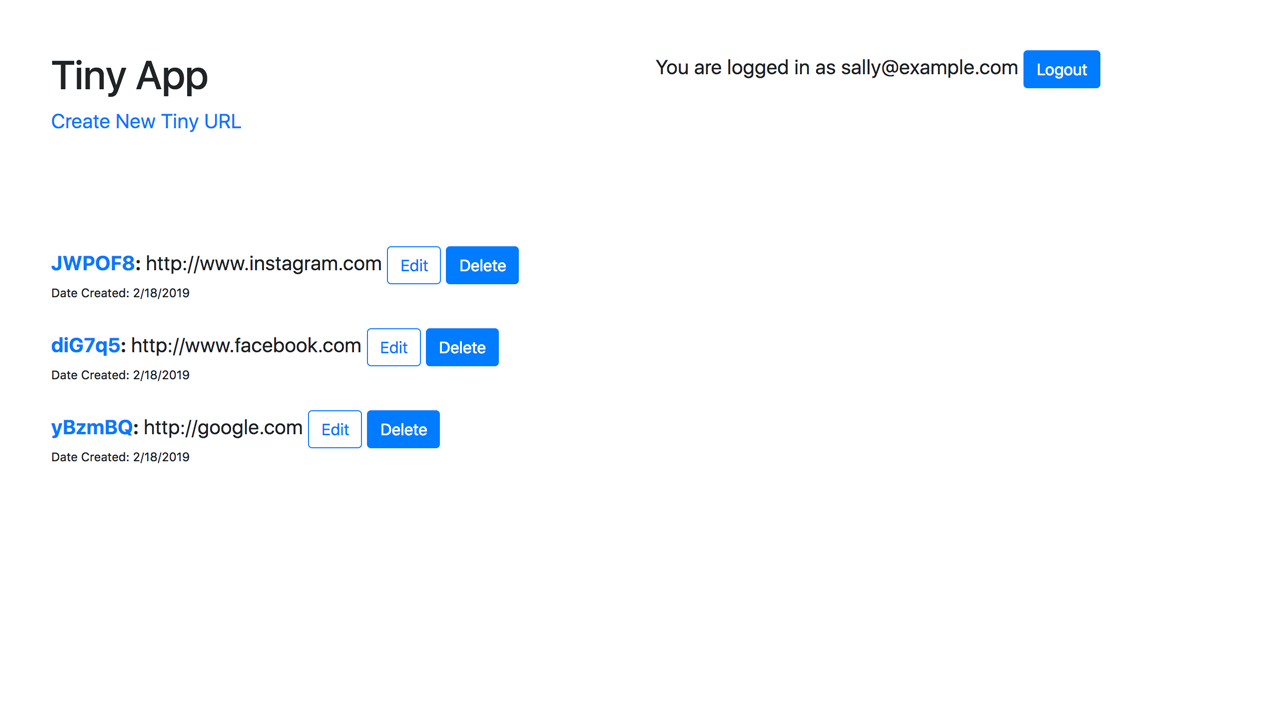 Tiny App
You are logged in as sally@example.com Logout
Create New Tiny URL
JWPOF8: http://www.instagram.com Edit Delete
Date Created: 2/18/2019
diG7q5: http://www.facebook.com Edit Delete
Date Created: 2/18/2019
yBzmBQ: http://google.com Edit Delete
Date Created: 2/18/2019